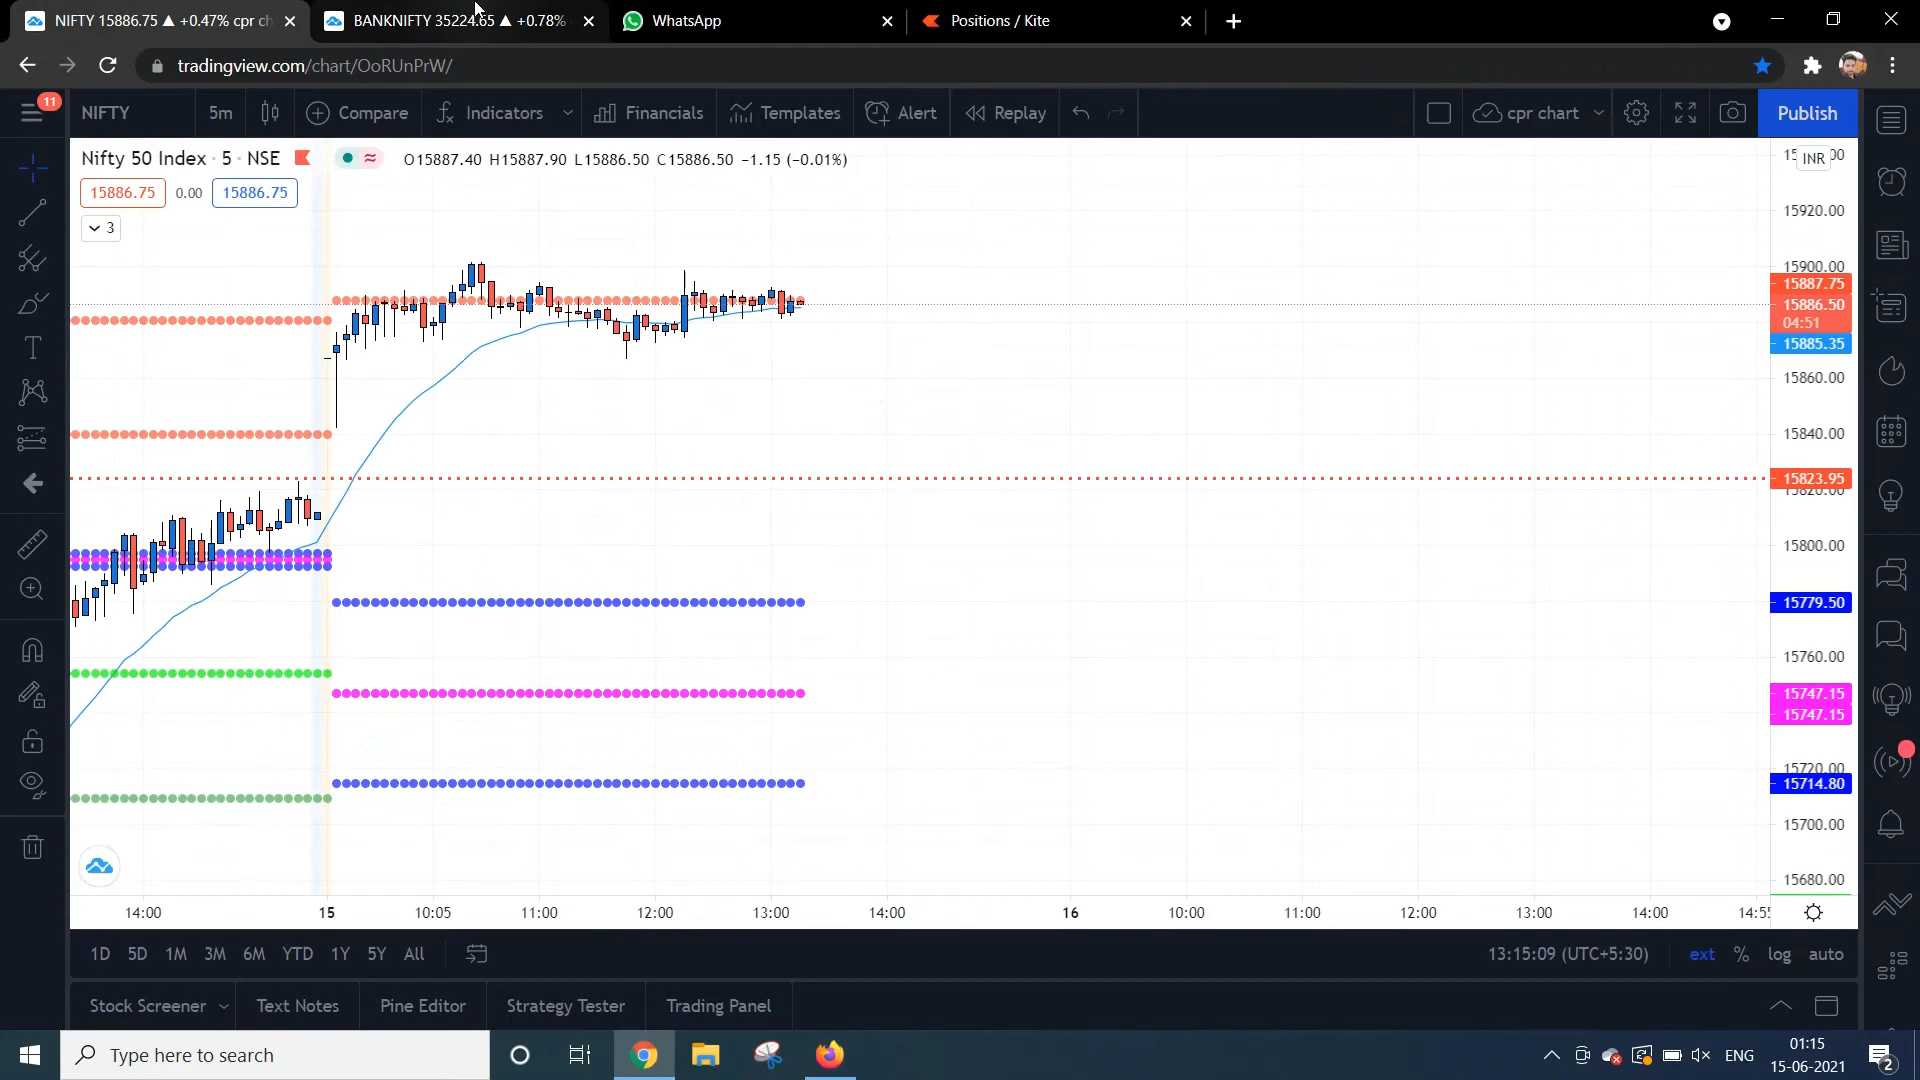 NIFTY 15886.75 ▲ +0.47% cpr ch
BANKNIFTY 35224.65 ▲ +0.78%
WhatsApp
Positions / Kite
tradingview.com/chart/OoRUnPrW/
11
NIFTY
5m
Compare
Indicators
Financials
Templates
Alert
Replay
cpr chart
Publish
Nifty 50 Index · 5 · NSE
O15887.40 H15887.90 L15886.50 C15886.50 −1.15 (−0.01%)
INR
15886.75
0.00
15886.75
3
15920.00
15900.00
15887.75
15886.50
04:51
15885.35
15860.00
15840.00
15823.95
15820.00
15800.00
15779.50
15760.00
15747.15
15747.15
15720.00
15714.80
15700.00
15680.00
14:00
15
10:05
11:00
12:00
13:00
14:00
16
10:00
11:00
12:00
13:00
14:00
1D 5D 1M 3M 6M YTD 1Y 5Y All
13:15:09 (UTC+5:30)
ext
%
log
auto
Stock Screener
Text Notes
Pine Editor
Strategy Tester
Trading Panel
Type here to search
ENG
01:15
15-06-2021
2